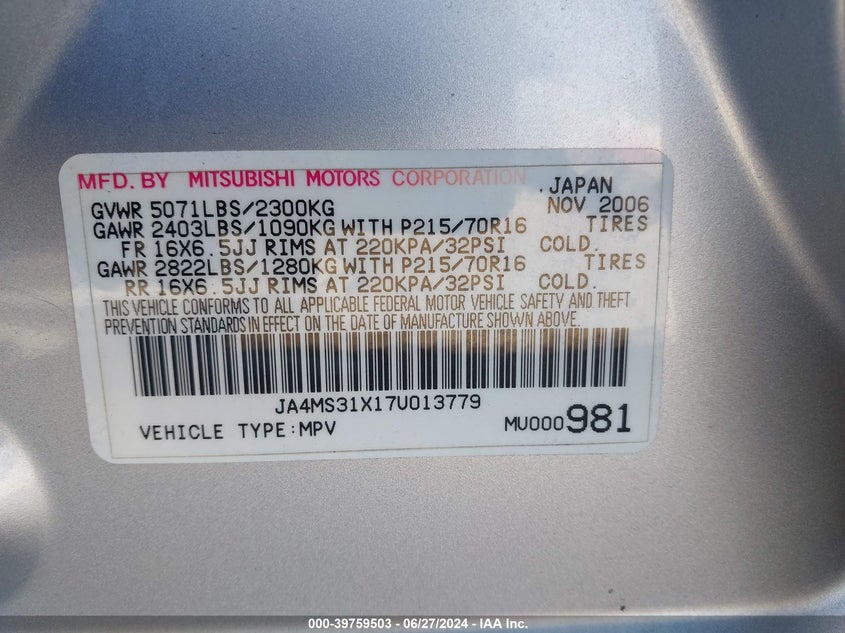 MFD. BY MITSUBISHI MOTORS CORPORATION . JAPAN
GVWR 5071LBS/2300KG NOV 2006
GAWR 2403LBS/1090KG WITH P215/70R16 TIRES
FR 16X6.5JJ RIMS AT 220KPA/32PSI COLD.
GAWR 2822LBS/1280KG WITH P215/70R16 TIRES
RR 16X6.5JJ RIMS AT 220KPA/32PSI COLD.
THIS VEHICLE CONFORMS TO ALL APPLICABLE FEDERAL MOTOR VEHICLE SAFETY AND THEFT
PREVENTION STANDARDS IN EFFECT ON THE DATE OF MANUFACTURE SHOWN ABOVE.
JA4MS31X17U013779
VEHICLE TYPE:MPV MU000981
000-39759503 - 06/27/2024 - IAA Inc.